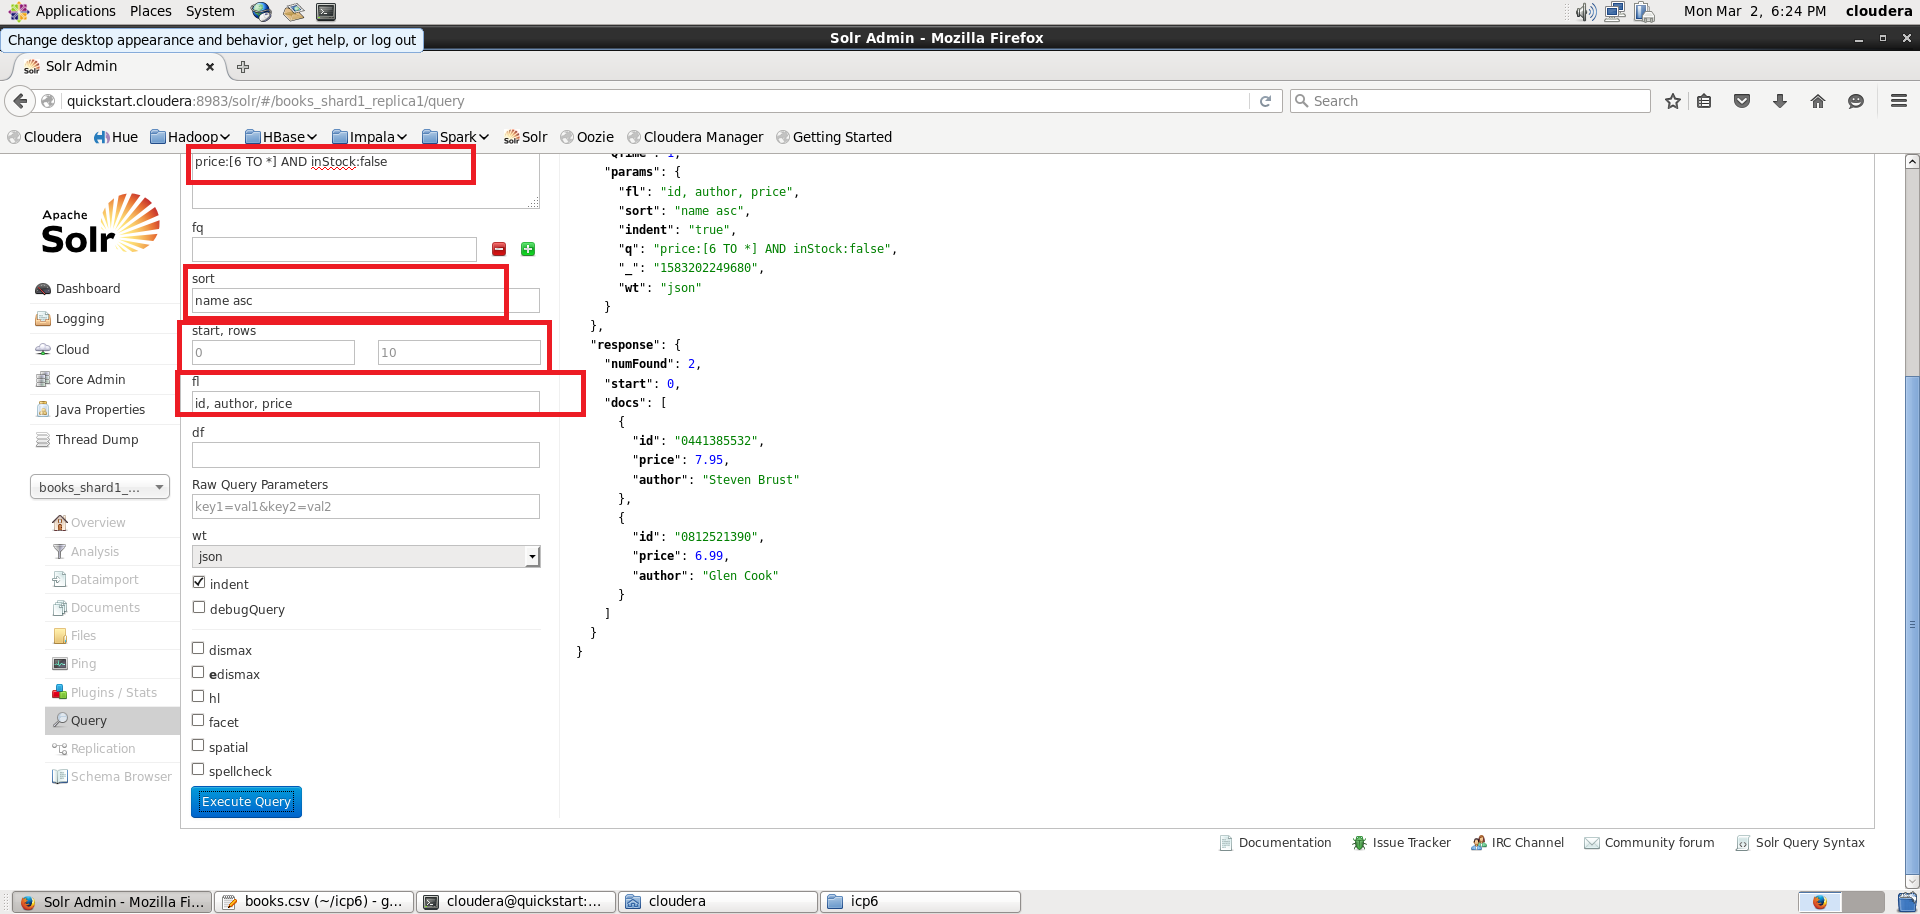 Applications Places System Mon Mar 2, 6:24 PM cloudera
Change desktop appearance and behavior, get help, or log out
Solr Admin - Mozilla Firefox
Solr Admin
quickstart.cloudera:8983/solr/#/books_shard1_replica1/query
Search
Cloudera Hue Hadoop HBase Impala Spark Solr Oozie Cloudera Manager Getting Started
Apache
Solr
Dashboard
Logging
Cloud
Core Admin
Java Properties
Thread Dump
books_shard1_...
Overview
Analysis
Dataimport
Documents
Files
Ping
Plugins / Stats
Query
Replication
Schema Browser
price:[6 TO *] AND inStock:false
fq
sort
name asc
start, rows
0 10
fl
id, author, price
df
Raw Query Parameters
key1=val1&key2=val2
wt
json
indent
debugQuery
dismax
edismax
hl
facet
spatial
spellcheck
Execute Query
"QTime": 1,
"params": {
"fl": "id, author, price",
"sort": "name asc",
"indent": "true",
"q": "price:[6 TO *] AND inStock:false",
"_": "1583202249680",
"wt": "json"
}
},
"response": {
"numFound": 2,
"start": 0,
"docs": [
{
"id": "0441385532",
"price": 7.95,
"author": "Steven Brust"
},
{
"id": "0812521390",
"price": 6.99,
"author": "Glen Cook"
}
]
}
}
Documentation Issue Tracker IRC Channel Community forum Solr Query Syntax
Solr Admin - Mozilla Fi... books.csv (~/icp6) - g... cloudera@quickstart:... cloudera icp6